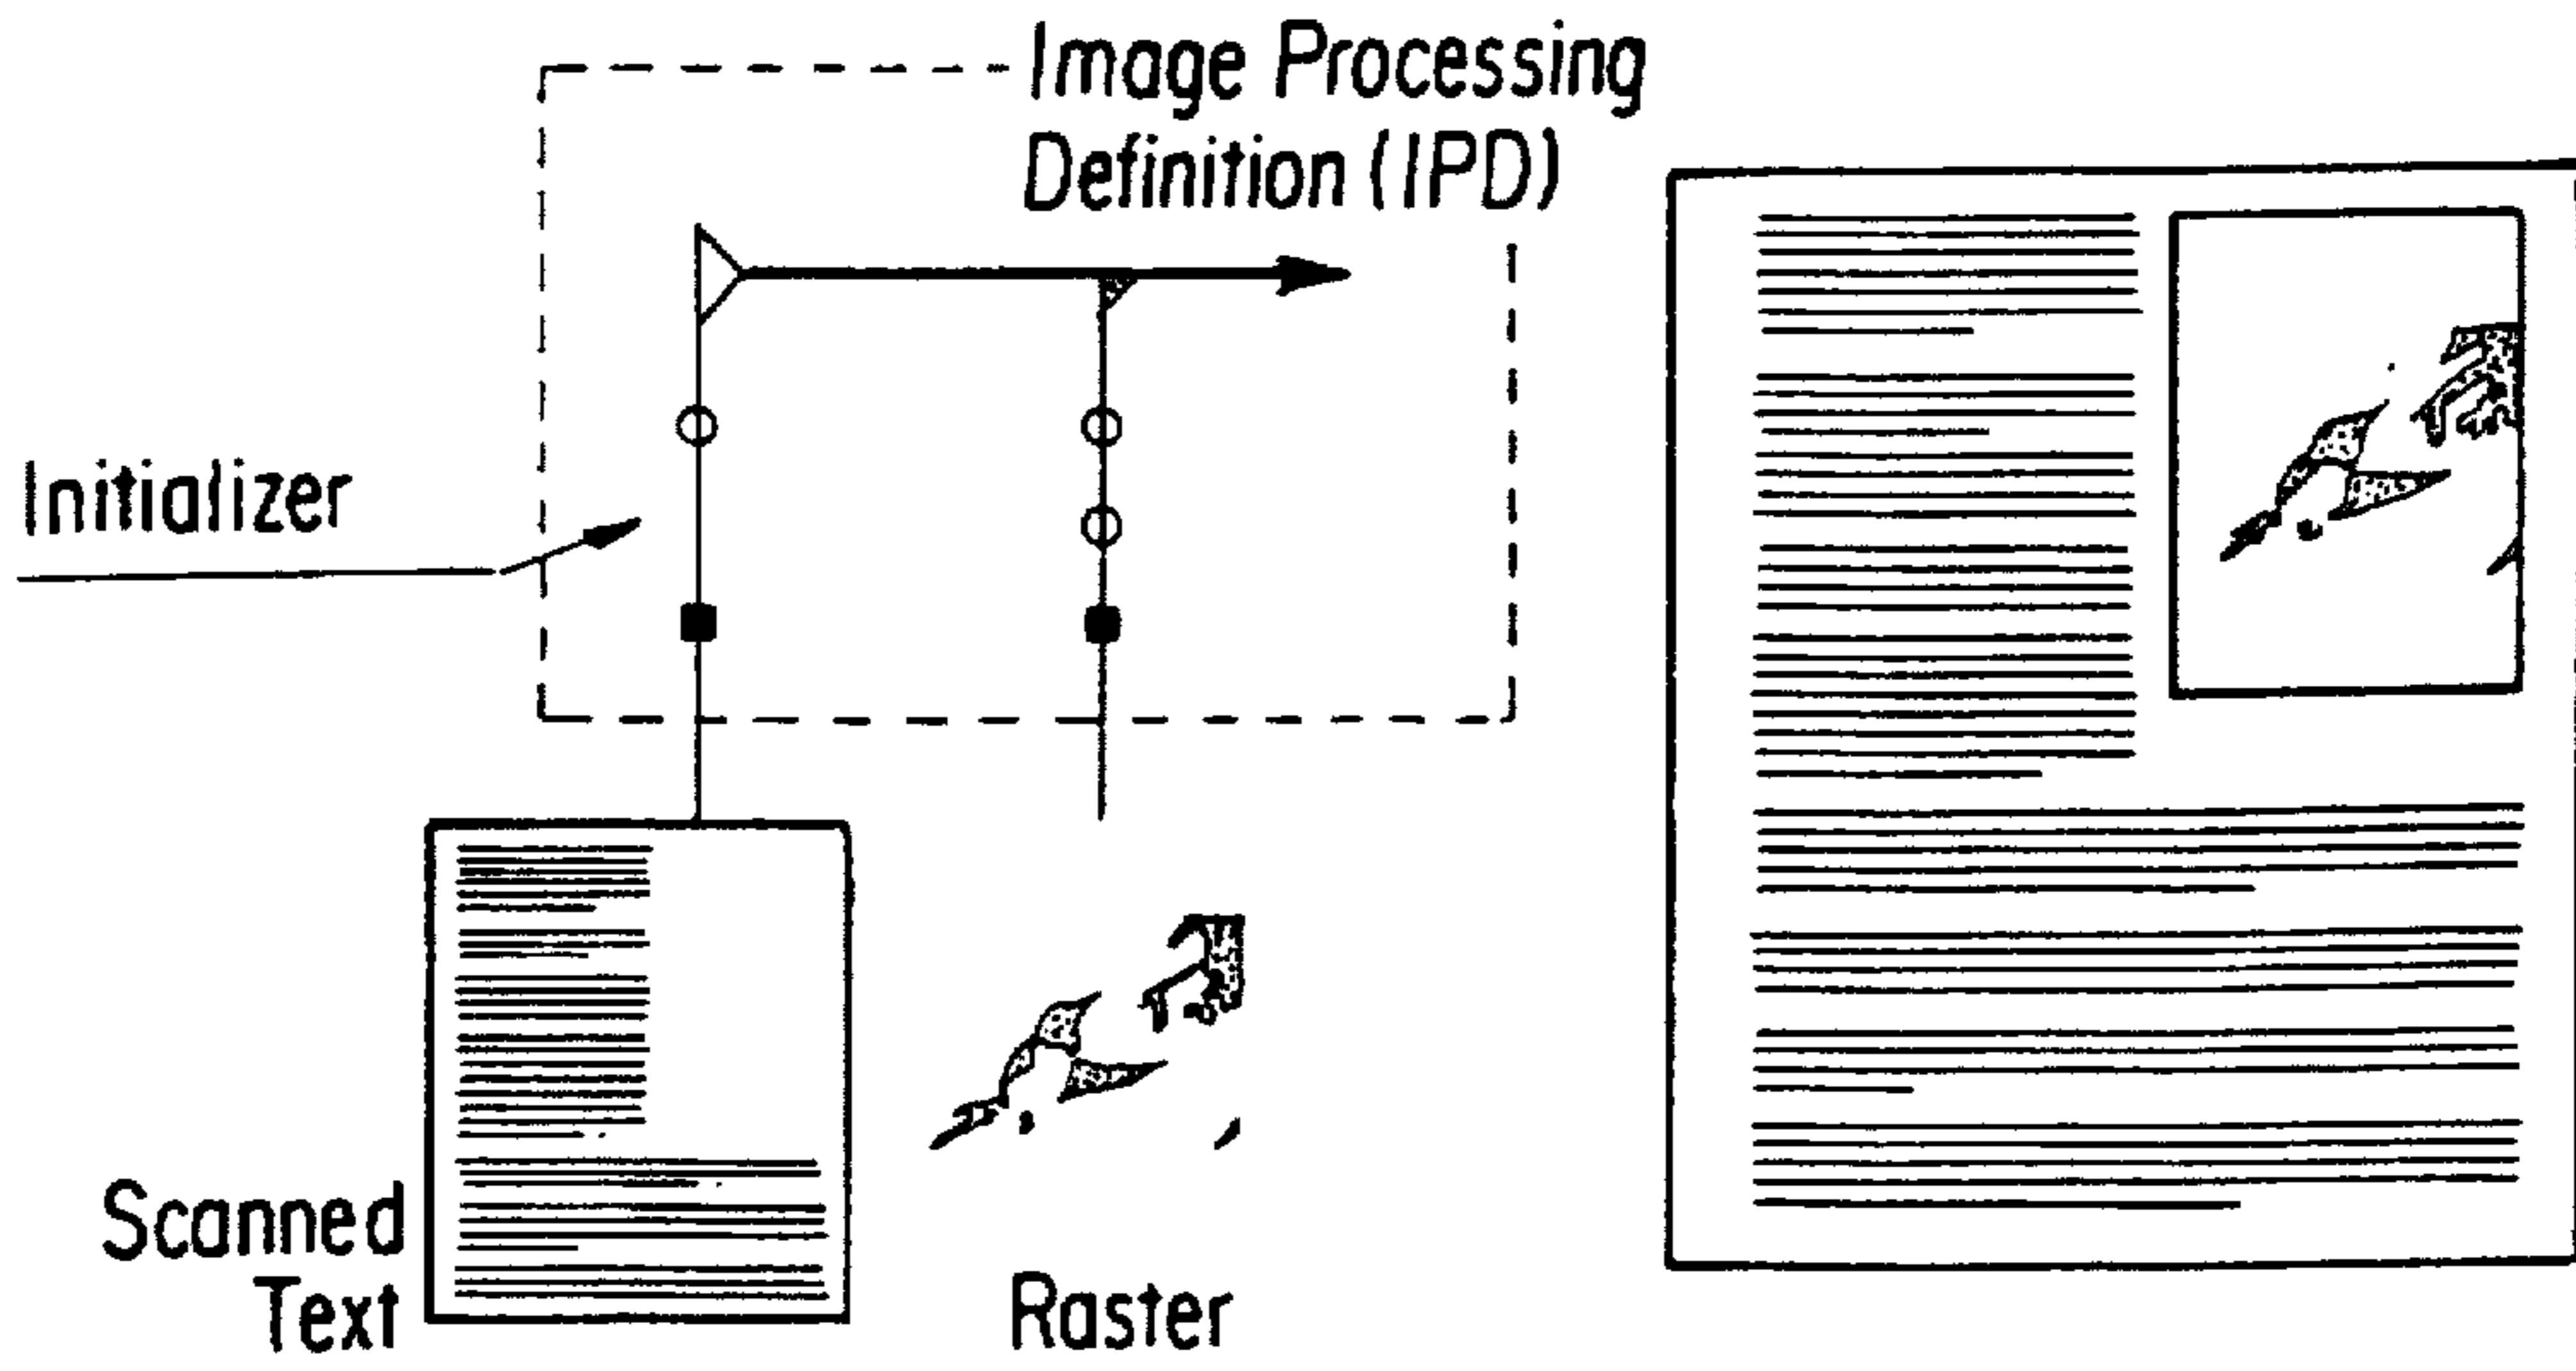 Image Processing
Definition (IPD)
Initializer
Scanned
Text
Raster